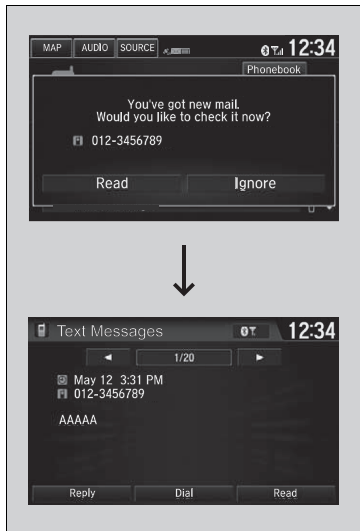 MAP AUDIO SOURCE 12:34
Phonebook
You've got new mail.
Would you like to check it now?
012-3456789
Read Ignore
Text Messages 12:34
1/20
May 12 3:31 PM
012-3456789
AAAAA
Reply Dial Read